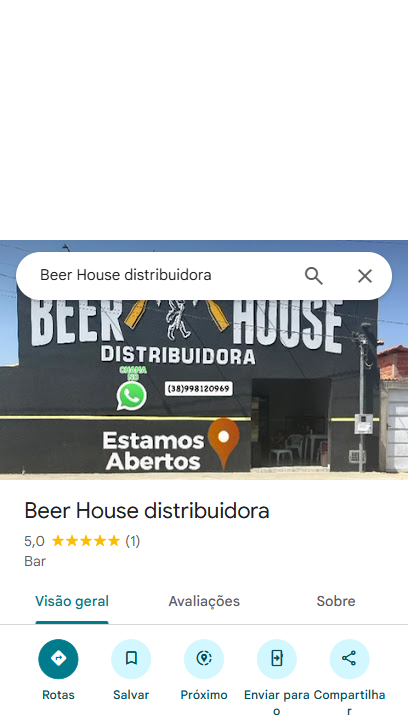 Beer House distribuidora
BEER HOUSE
DISTRIBUIDORA
CHAMA
NO
(38)998120969
Estamos
Abertos
Beer House distribuidora
5,0 (1)
Bar
Visão geral Avaliações Sobre
Rotas Salvar Próximo Enviar para o Compartilhar